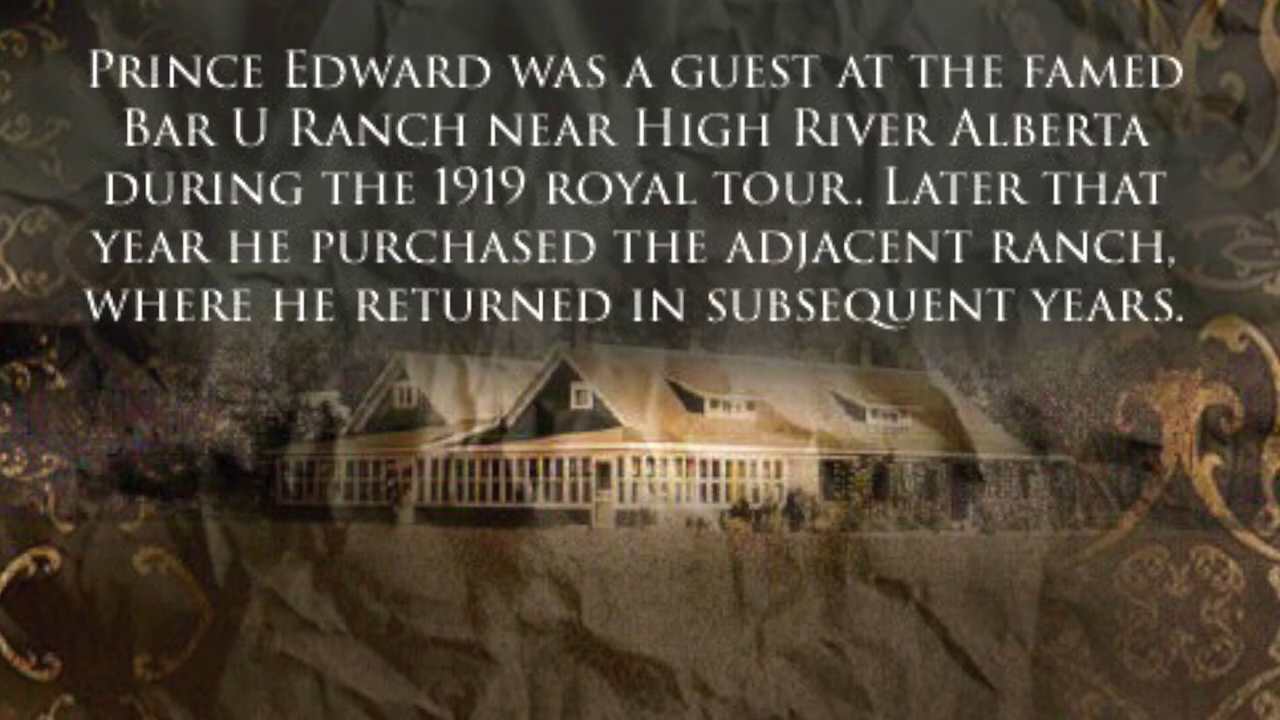 Prince Edward was a guest at the famed
Bar U Ranch near High River Alberta
during the 1919 royal tour. Later that
year he purchased the adjacent ranch,
where he returned in subsequent years.